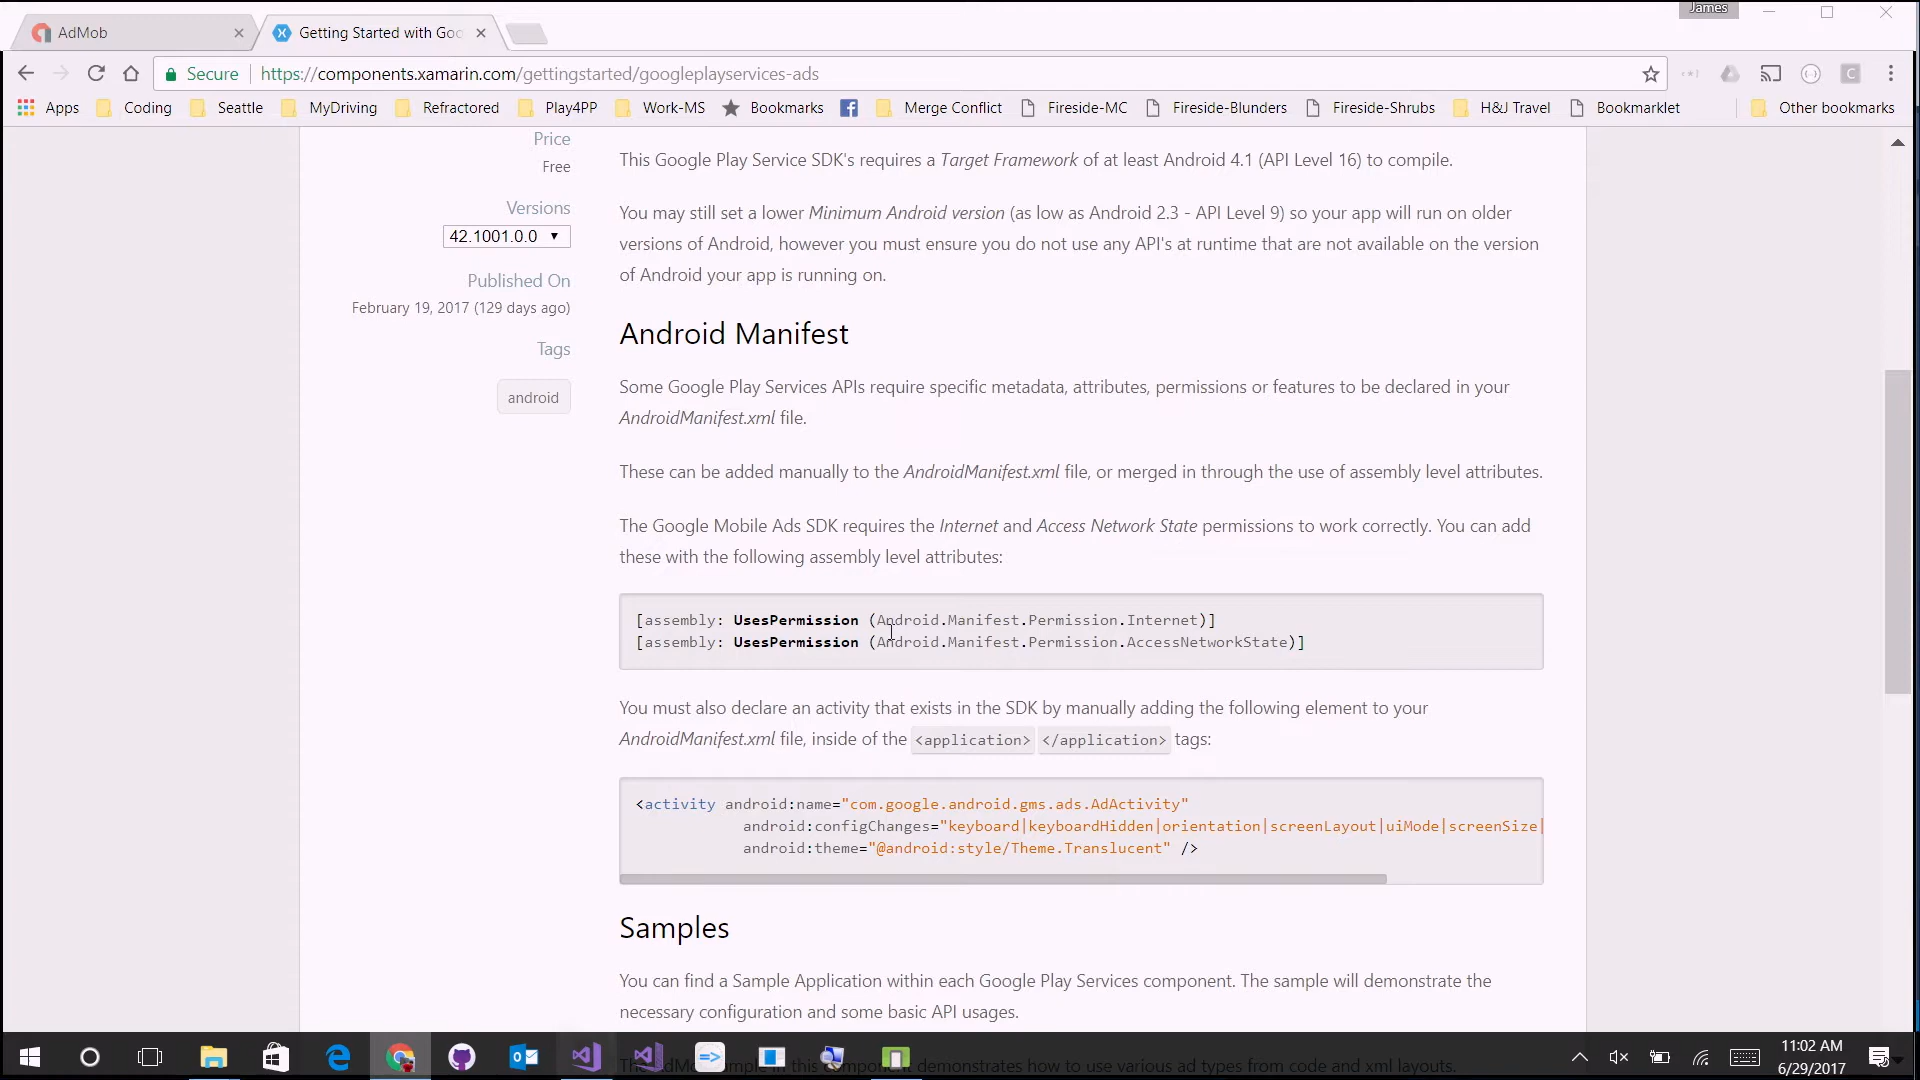 James
AdMob
Getting Started with Goo
Secure https://components.xamarin.com/gettingstarted/googleplayservices-ads
Apps Coding Seattle MyDriving Refractored Play4PP Work-MS Bookmarks Merge Conflict Fireside-MC Fireside-Blunders Fireside-Shrubs H&J Travel Bookmarklet Other bookmarks
Price
Free
Versions
42.1001.0.0
Published On
February 19, 2017 (129 days ago)
Tags
android
This Google Play Service SDK's requires a Target Framework of at least Android 4.1 (API Level 16) to compile.
You may still set a lower Minimum Android version (as low as Android 2.3 - API Level 9) so your app will run on older
versions of Android, however you must ensure you do not use any API's at runtime that are not available on the version
of Android your app is running on.
Android Manifest
Some Google Play Services APIs require specific metadata, attributes, permissions or features to be declared in your
AndroidManifest.xml file.
These can be added manually to the AndroidManifest.xml file, or merged in through the use of assembly level attributes.
The Google Mobile Ads SDK requires the Internet and Access Network State permissions to work correctly. You can add
these with the following assembly level attributes:
[assembly: UsesPermission (Android.Manifest.Permission.Internet)]
[assembly: UsesPermission (Android.Manifest.Permission.AccessNetworkState)]
You must also declare an activity that exists in the SDK by manually adding the following element to your
AndroidManifest.xml file, inside of the <application> </application> tags:
<activity android:name="com.google.android.gms.ads.AdActivity"
android:configChanges="keyboard|keyboardHidden|orientation|screenLayout|uiMode|screenSize|
android:theme="@android:style/Theme.Translucent" />
Samples
You can find a Sample Application within each Google Play Services component. The sample will demonstrate the
necessary configuration and some basic API usages.
The AdMob sample in this component demonstrates how to use various ad types from code and xml layouts.
11:02 AM
6/29/2017